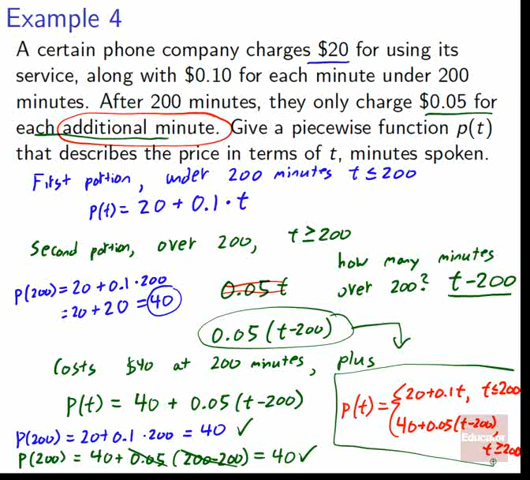 Example 4
A certain phone company charges $20 for using its
service, along with $0.10 for each minute under 200
minutes. After 200 minutes, they only charge $0.05 for
each additional minute. Give a piecewise function p(t)
that describes the price in terms of t, minutes spoken.
First portion, under 200 minutes t ≤ 200
P(t) = 20 + 0.1 · t
Second portion, over 200, t ≥ 200
how many minutes
over 200? t-200
P(200) = 20 + 0.1 · 200
= 20 + 20 = 40
0.05t
0.05(t-200)
Costs $40 at 200 minutes, plus
P(t) = 40 + 0.05(t-200)
P(200) = 20 + 0.1 · 200 = 40 ✓
P(200) = 40 + 0.05 (200-200) = 40 ✓
P(t) = { 20+0.1t, t ≤ 200
40+0.05(t-200),
t ≥ 200